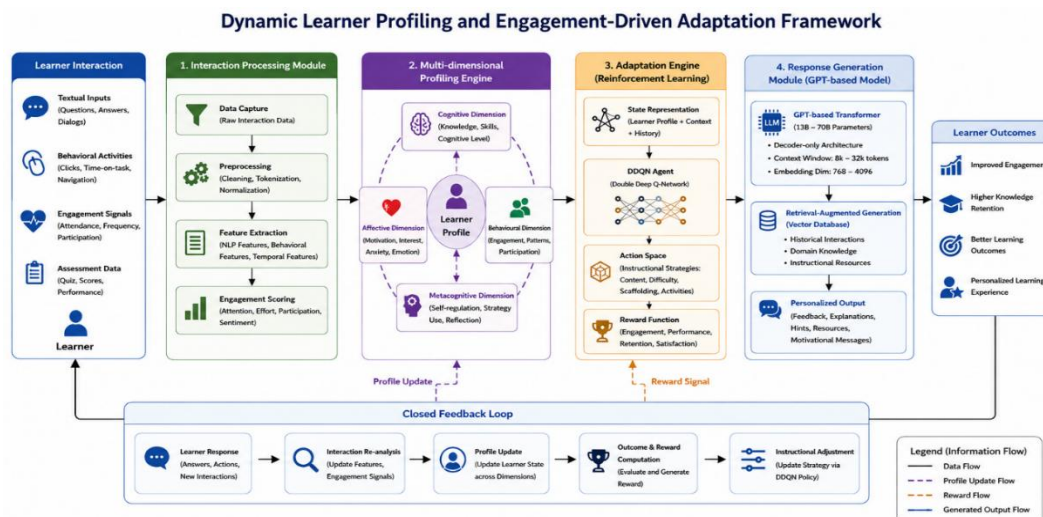 Dynamic Learner Profiling and Engagement-Driven Adaptation Framework
Learner Interaction
Textual Inputs
(Questions, Answers,
Dialogs)
Behavioral Activities
(Clicks, Time-on-task,
Navigation)
Engagement Signals
(Attendance, Frequency,
Participation)
Assessment Data
(Quiz, Scores,
Performance)
Learner
1. Interaction Processing Module
Data Capture
(Raw Interaction Data)
Preprocessing
(Cleaning, Tokenization,
Normalization)
Feature Extraction
(NLP Features, Behavioral
Features, Temporal Features)
Engagement Scoring
(Attention, Effort, Participation,
Sentiment)
2. Multi-dimensional
Profiling Engine
Cognitive Dimension
(Knowledge, Skills,
Cognitive Level)
Affective Dimension
(Motivation, Interest,
Anxiety, Emotion)
Learner
Profile
Behavioural Dimension
(Engagement, Patterns,
Participation)
Metacognitive Dimension
(Self-regulation, Strategy
Use, Reflection)
3. Adaptation Engine
(Reinforcement Learning)
State Representation
(Learner Profile + Context
+ History)
DDQN Agent
(Double Deep Q-Network)
Action Space
(Instructional Strategies:
Content, Difficulty,
Scaffolding, Activities)
Reward Function
(Engagement, Performance,
Retention, Satisfaction)
4. Response Generation
Module (GPT-based Model)
LLM
GPT-based Transformer
(13B – 70B Parameters)
• Decoder-only Architecture
• Context Window: 8k – 32k tokens
• Embedding Dim: 768 – 4096
Retrieval-Augmented Generation
(Vector Database)
• Historical Interactions
• Domain Knowledge
• Instructional Resources
Personalized Output
(Feedback, Explanations,
Hints, Resources,
Motivational Messages)
Learner Outcomes
Improved Engagement
Higher Knowledge
Retention
Better Learning
Outcomes
Personalized Learning
Experience
Profile Update
Reward Signal
Closed Feedback Loop
Learner Response
(Answers, Actions,
New Interactions)
Interaction Re-analysis
(Update Features,
Engagement Signals)
Profile Update
(Update Learner State
across Dimensions)
Outcome & Reward
Computation
(Evaluate and Generate
Reward)
Instructional Adjustment
(Update Strategy via
DDQN Policy)
Legend (Information Flow)
Data Flow
Profile Update Flow
Reward Flow
Generated Output Flow